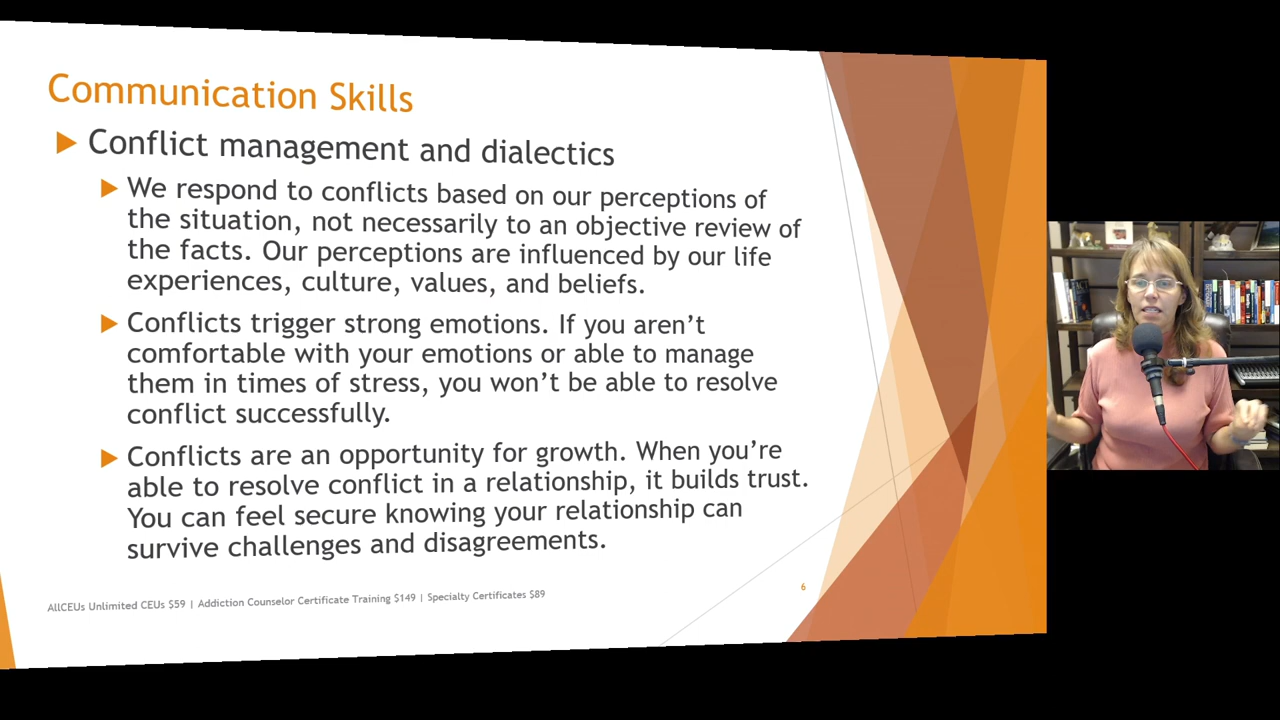 Communication Skills
Conflict management and dialectics
We respond to conflicts based on our perceptions of
the situation, not necessarily to an objective review of
the facts. Our perceptions are influenced by our life
experiences, culture, values, and beliefs.
Conflicts trigger strong emotions. If you aren’t
comfortable with your emotions or able to manage
them in times of stress, you won’t be able to resolve
conflict successfully.
Conflicts are an opportunity for growth. When you’re
able to resolve conflict in a relationship, it builds trust.
You can feel secure knowing your relationship can
survive challenges and disagreements.
AllCEUs Unlimited CEUs $59 | Addiction Counselor Certificate Training $149 | Specialty Certificates $89
6